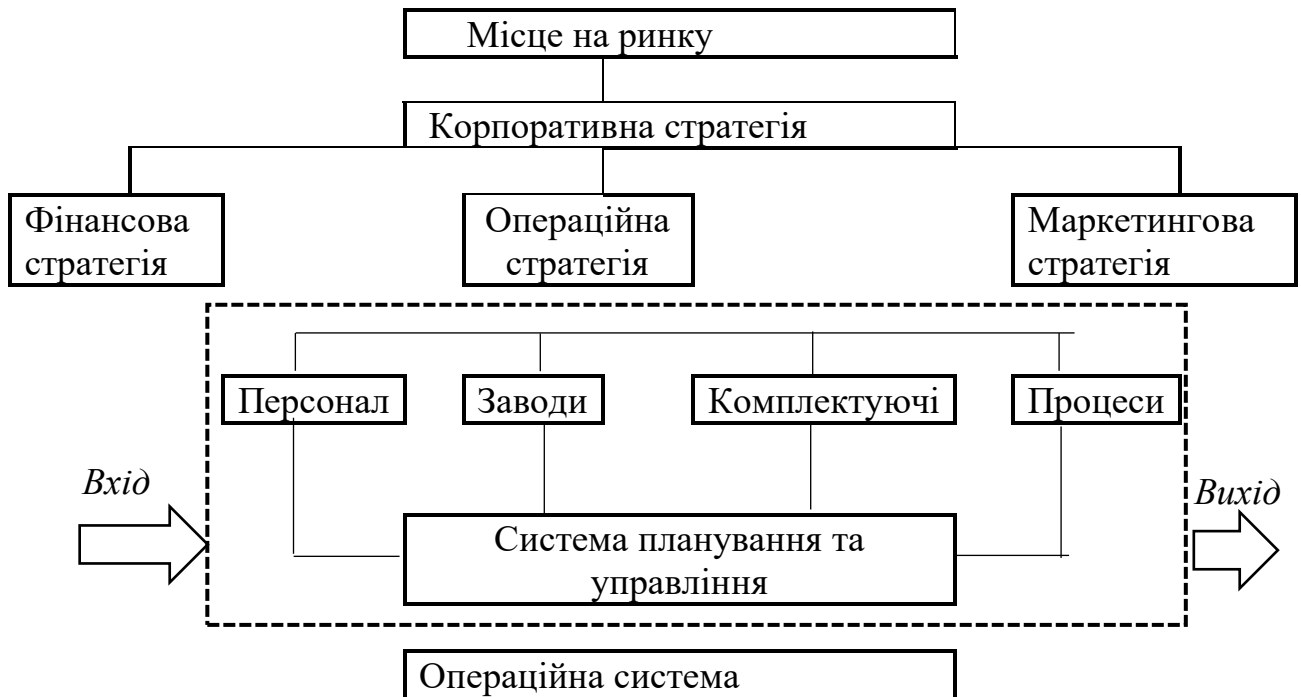 Місце на ринку
Корпоративна стратегія
Фінансова
стратегія
Операційна
стратегія
Маркетингова
стратегія
Персонал
Заводи
Комплектуючі
Процеси
Вхід
Вихід
Система планування та
управління
Операційна система